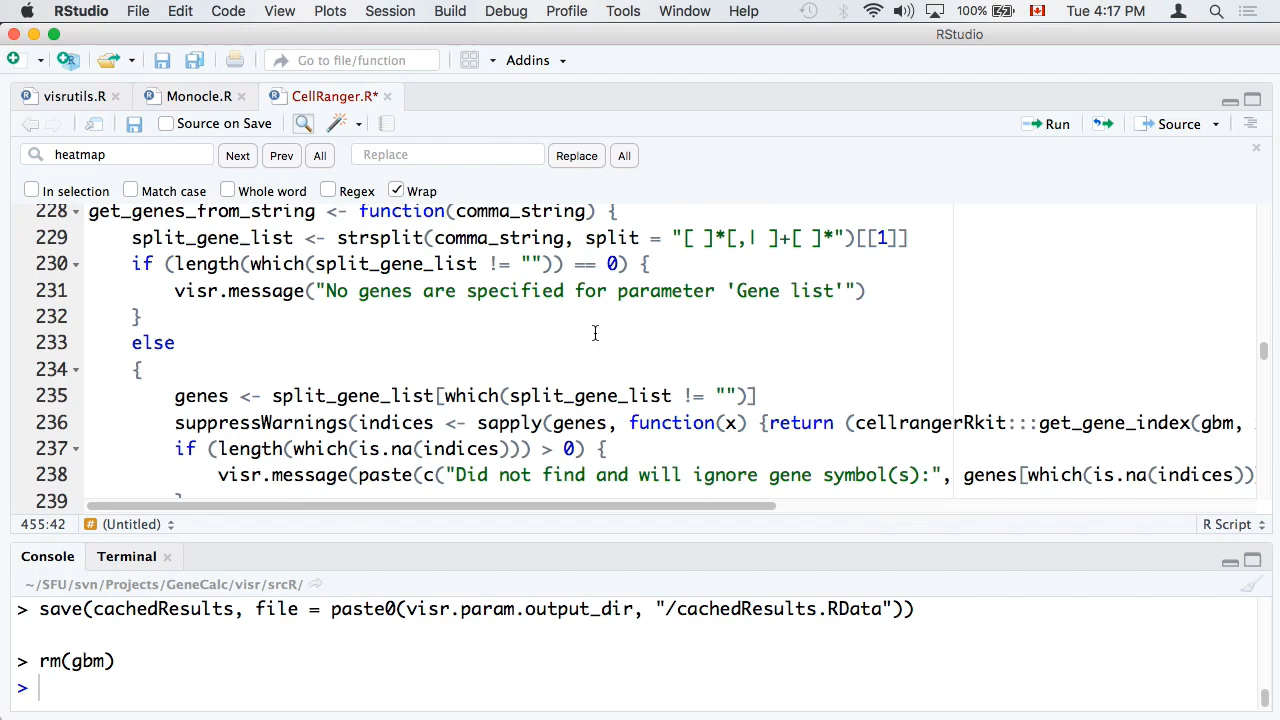 RStudio File Edit Code View Plots Session Build Debug Profile Tools Window Help 100% Tue 4:17 PM
RStudio
Go to file/function Addins
visrutils.R Monocle.R CellRanger.R*
Source on Save Run Source
heatmap Next Prev All Replace Replace All
In selection Match case Whole word Regex Wrap
228 get_genes_from_string <- function(comma_string) {
229 split_gene_list <- strsplit(comma_string, split = "[ ]*[,| ]+[ ]*")[[1]]
230 if (length(which(split_gene_list != "")) == 0) {
231 visr.message("No genes are specified for parameter 'Gene list'")
232 }
233 else
234 {
235 genes <- split_gene_list[which(split_gene_list != "")]
236 suppressWarnings(indices <- sapply(genes, function(x) {return (cellrangerRkit:::get_gene_index(gbm,
237 if (length(which(is.na(indices))) > 0) {
238 visr.message(paste(c("Did not find and will ignore gene symbol(s):", genes[which(is.na(indices))]
239 }
455:42 # (Untitled) R Script
Console Terminal
~/SFU/svn/Projects/GeneCalc/visr/srcR/
> save(cachedResults, file = paste0(visr.param.output_dir, "/cachedResults.RData"))
> rm(gbm)
>